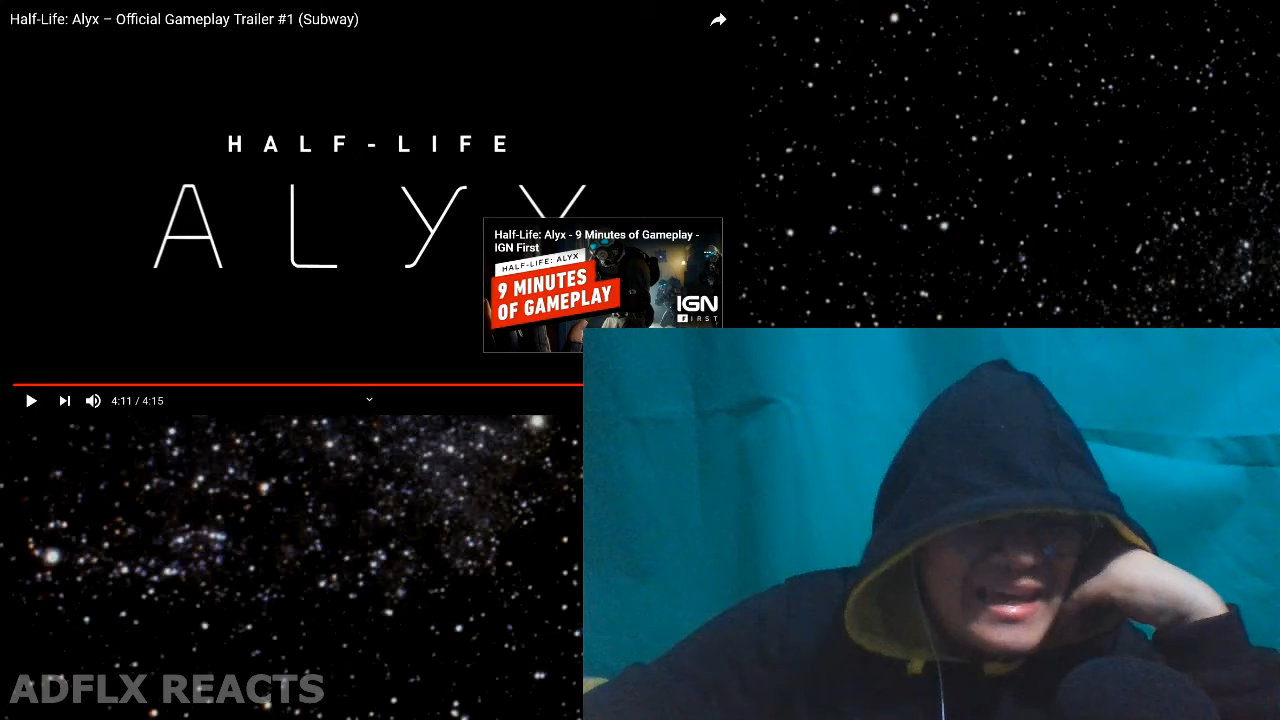 Half-Life: Alyx – Official Gameplay Trailer #1 (Subway)
HALF-LIFE
ALYX
Half-Life: Alyx - 9 Minutes of Gameplay -
IGN First
HALF-LIFE: ALYX
9 MINUTES
OF GAMEPLAY
IGN
FIRST
4:11 / 4:15
ADFLX REACTS